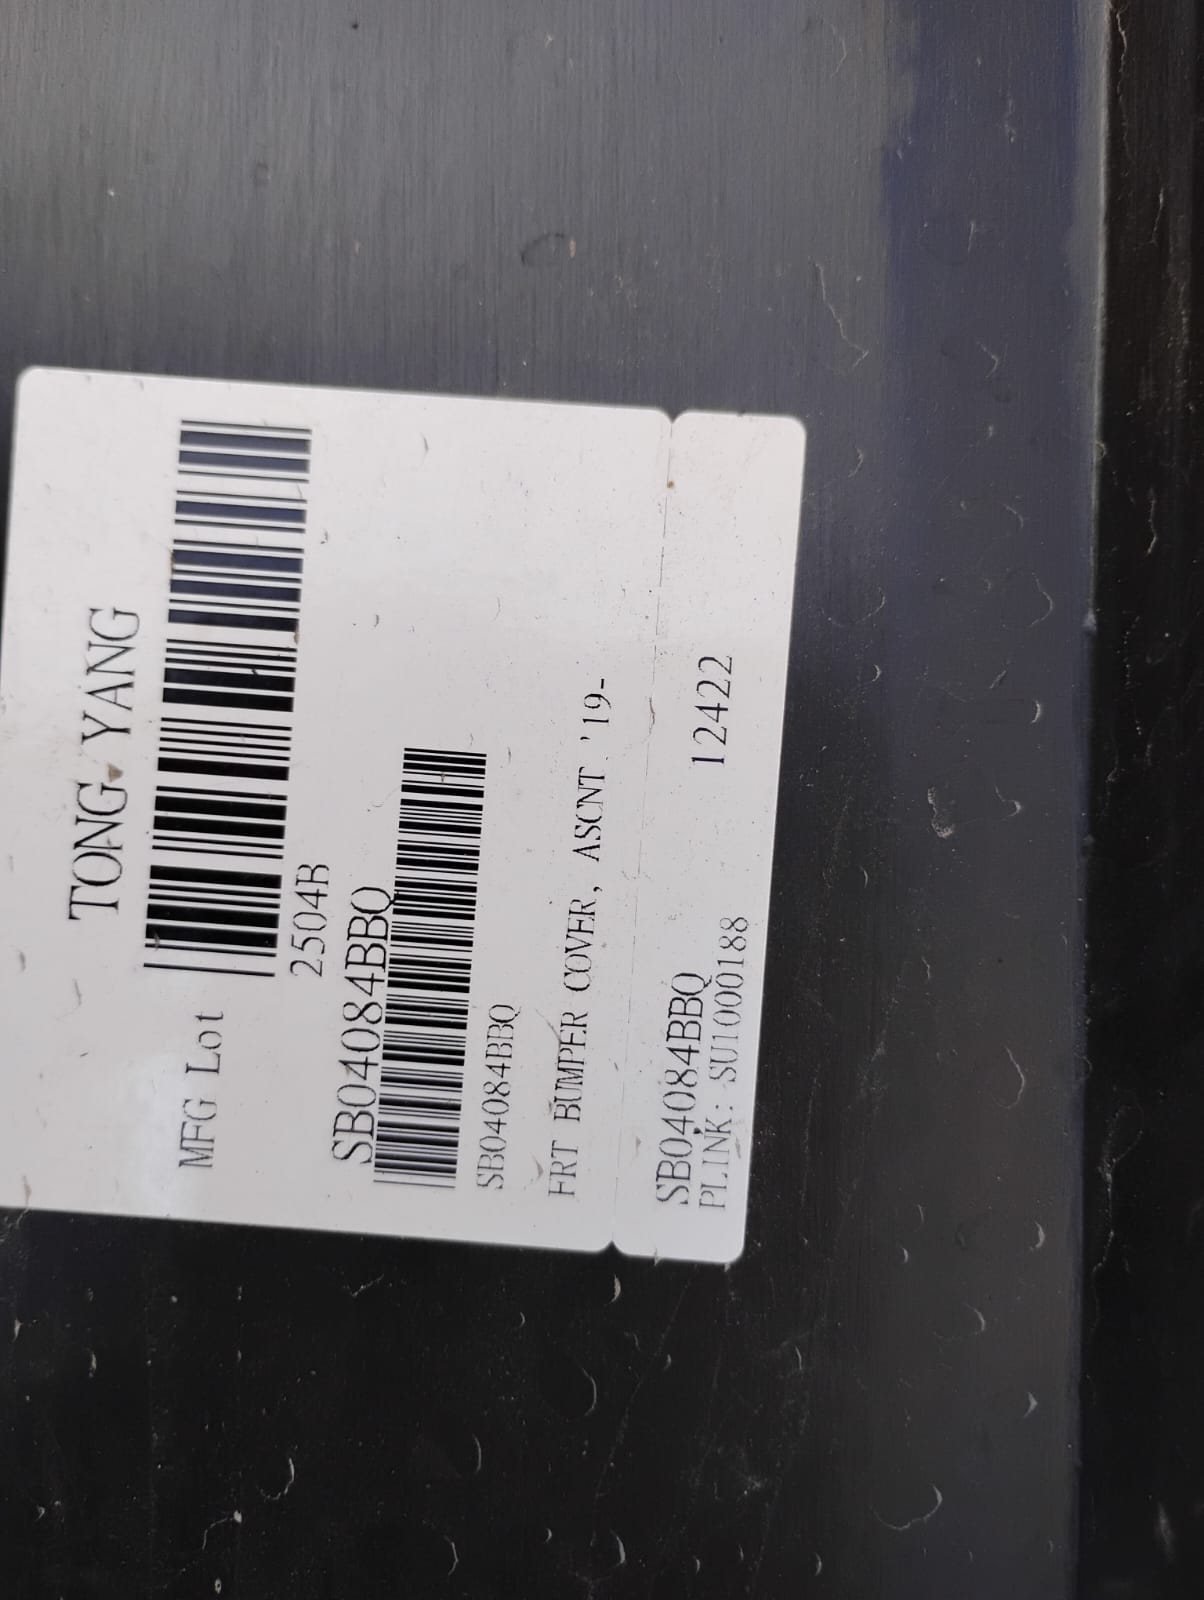 TONG YANG
MFG Lot
2504B
SB04084BBQ
SB04084BBQ
FRT BUMPER COVER, ASCNT '19-
SB04084BBQ 12422
PLINK: SU1000188